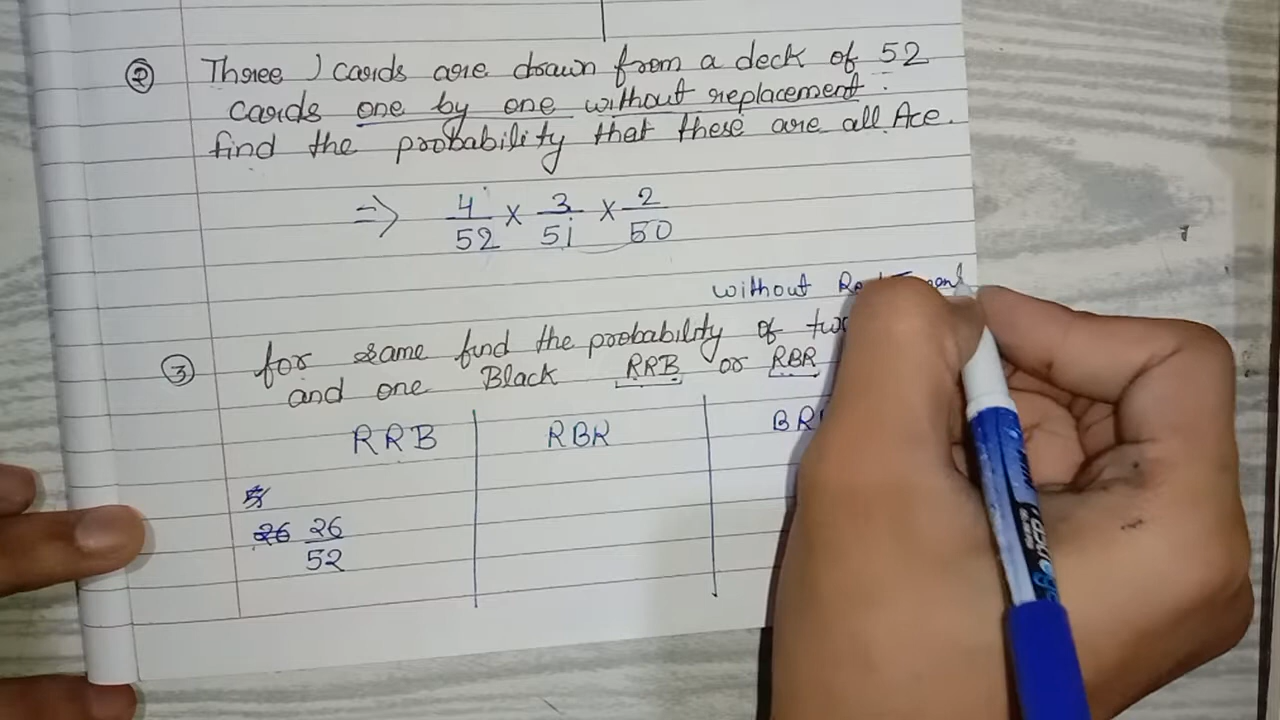 ② Three cards are drawn from a deck of 52
cards one by one without replacement.
find the probability that these are all Ace.
=> 4/52 × 3/51 × 2/50
without
③ for same find the probability of two
and one Black RRB or RBR
RRB RBR
26/52